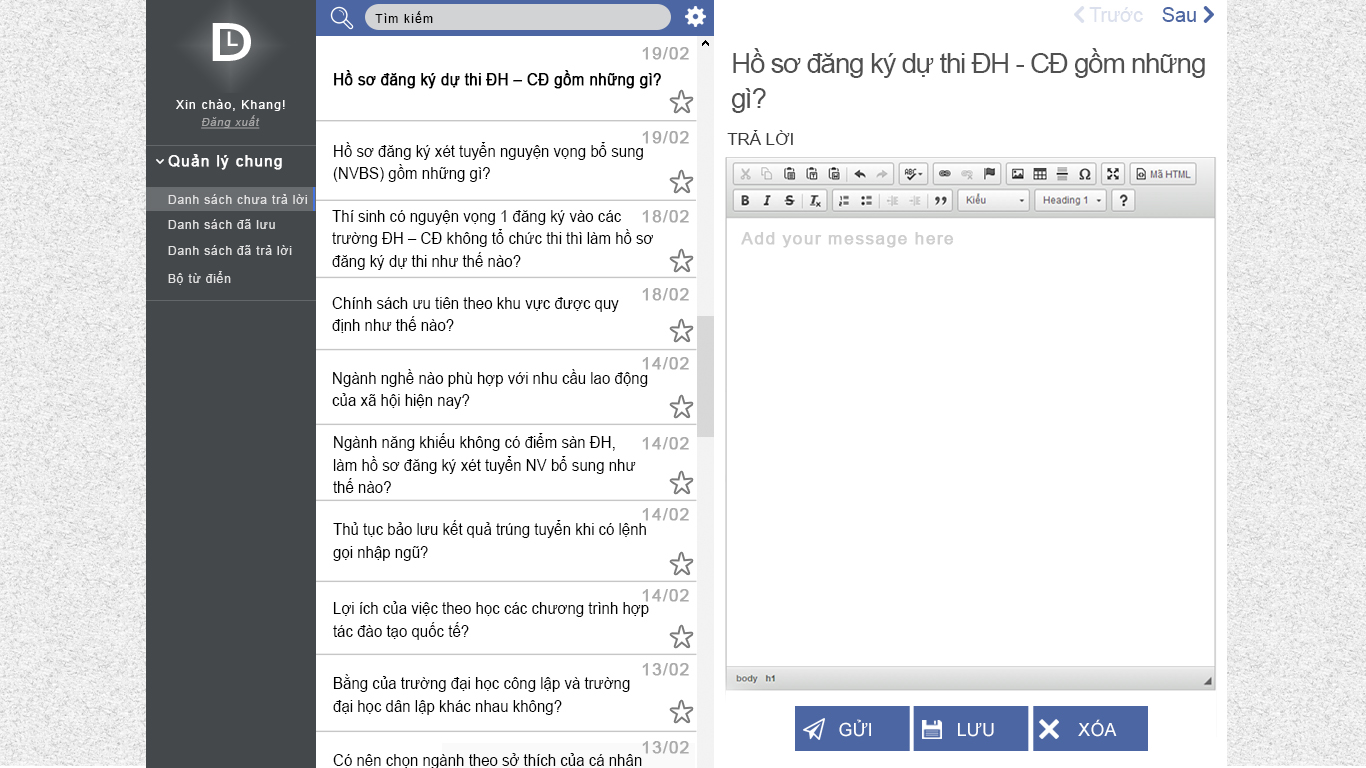 DL
Xin chào, Khang!
Đăng xuất
Quản lý chung
Danh sách chưa trả lời
Danh sách đã lưu
Danh sách đã trả lời
Bộ từ điển
Tìm kiếm
19/02
Hồ sơ đăng ký dự thi ĐH – CĐ gồm những gì?
19/02
Hồ sơ đăng ký xét tuyển nguyện vọng bổ sung
(NVBS) gồm những gì?
18/02
Thí sinh có nguyện vọng 1 đăng ký vào các
trường ĐH – CĐ không tổ chức thi thì làm hồ sơ
đăng ký dự thi như thế nào?
18/02
Chính sách ưu tiên theo khu vực được quy
định như thế nào?
14/02
Ngành nghề nào phù hợp với nhu cầu lao động
của xã hội hiện nay?
14/02
Ngành năng khiếu không có điểm sàn ĐH,
làm hồ sơ đăng ký xét tuyển NV bổ sung như
thế nào?
14/02
Thủ tục bảo lưu kết quả trúng tuyển khi có lệnh
gọi nhập ngũ?
14/02
Lợi ích của việc theo học các chương trình hợp
tác đào tạo quốc tế?
13/02
Bằng của trường đại học công lập và trường
đại học dân lập khác nhau không?
13/02
Có nên chọn ngành theo sở thích của cá nhân
Trước Sau
Hồ sơ đăng ký dự thi ĐH - CĐ gồm những
gì?
TRẢ LỜI
Mã HTML
B I S Tx Kiểu Heading 1 ?
Add your message here
body h1
GỬI LƯU XÓA